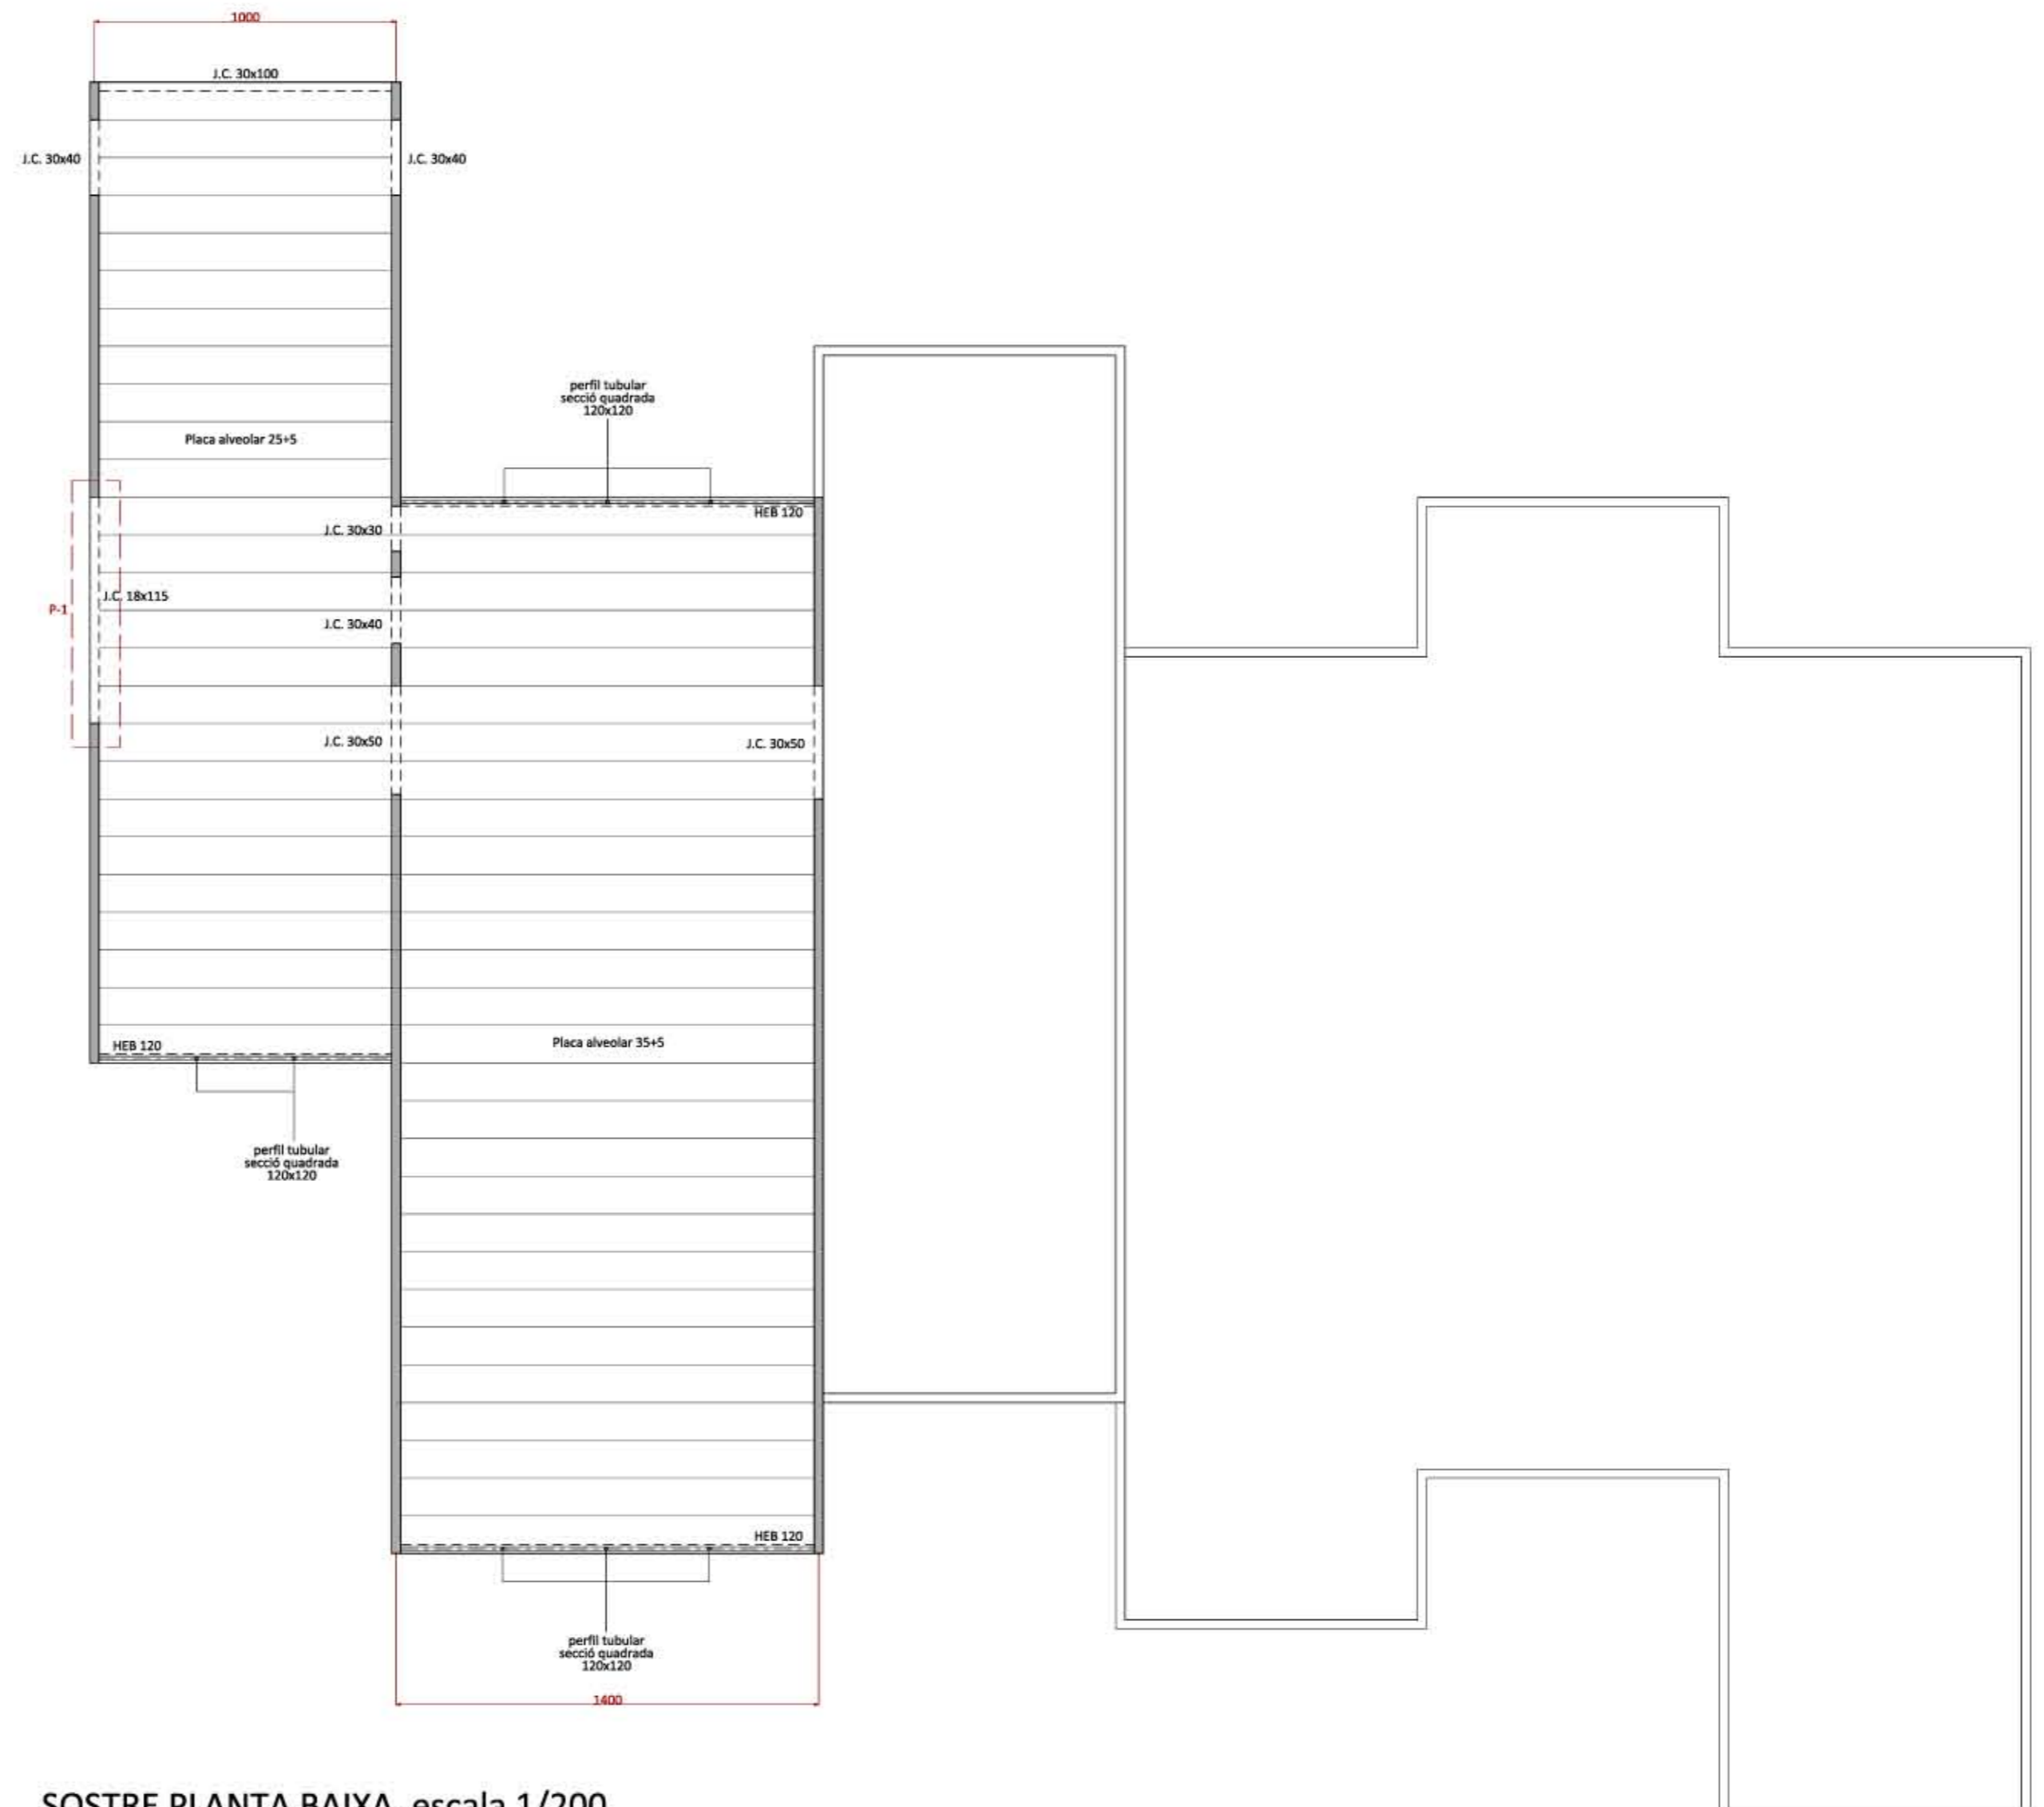 1000
J.C. 30x100
J.C. 30x40
J.C. 30x40
perfil tubular
secció quadrada
120x120
Placa alveolar 25+5
HEB 120
J.C. 30x30
J.C. 18x115
P-1
J.C. 30x40
J.C. 30x50
J.C. 30x50
HEB 120
Placa alveolar 35+5
perfil tubular
secció quadrada
120x120
HEB 120
perfil tubular
secció quadrada
120x120
1400
SOSTRE PLANTA BAIXA escala 1/200